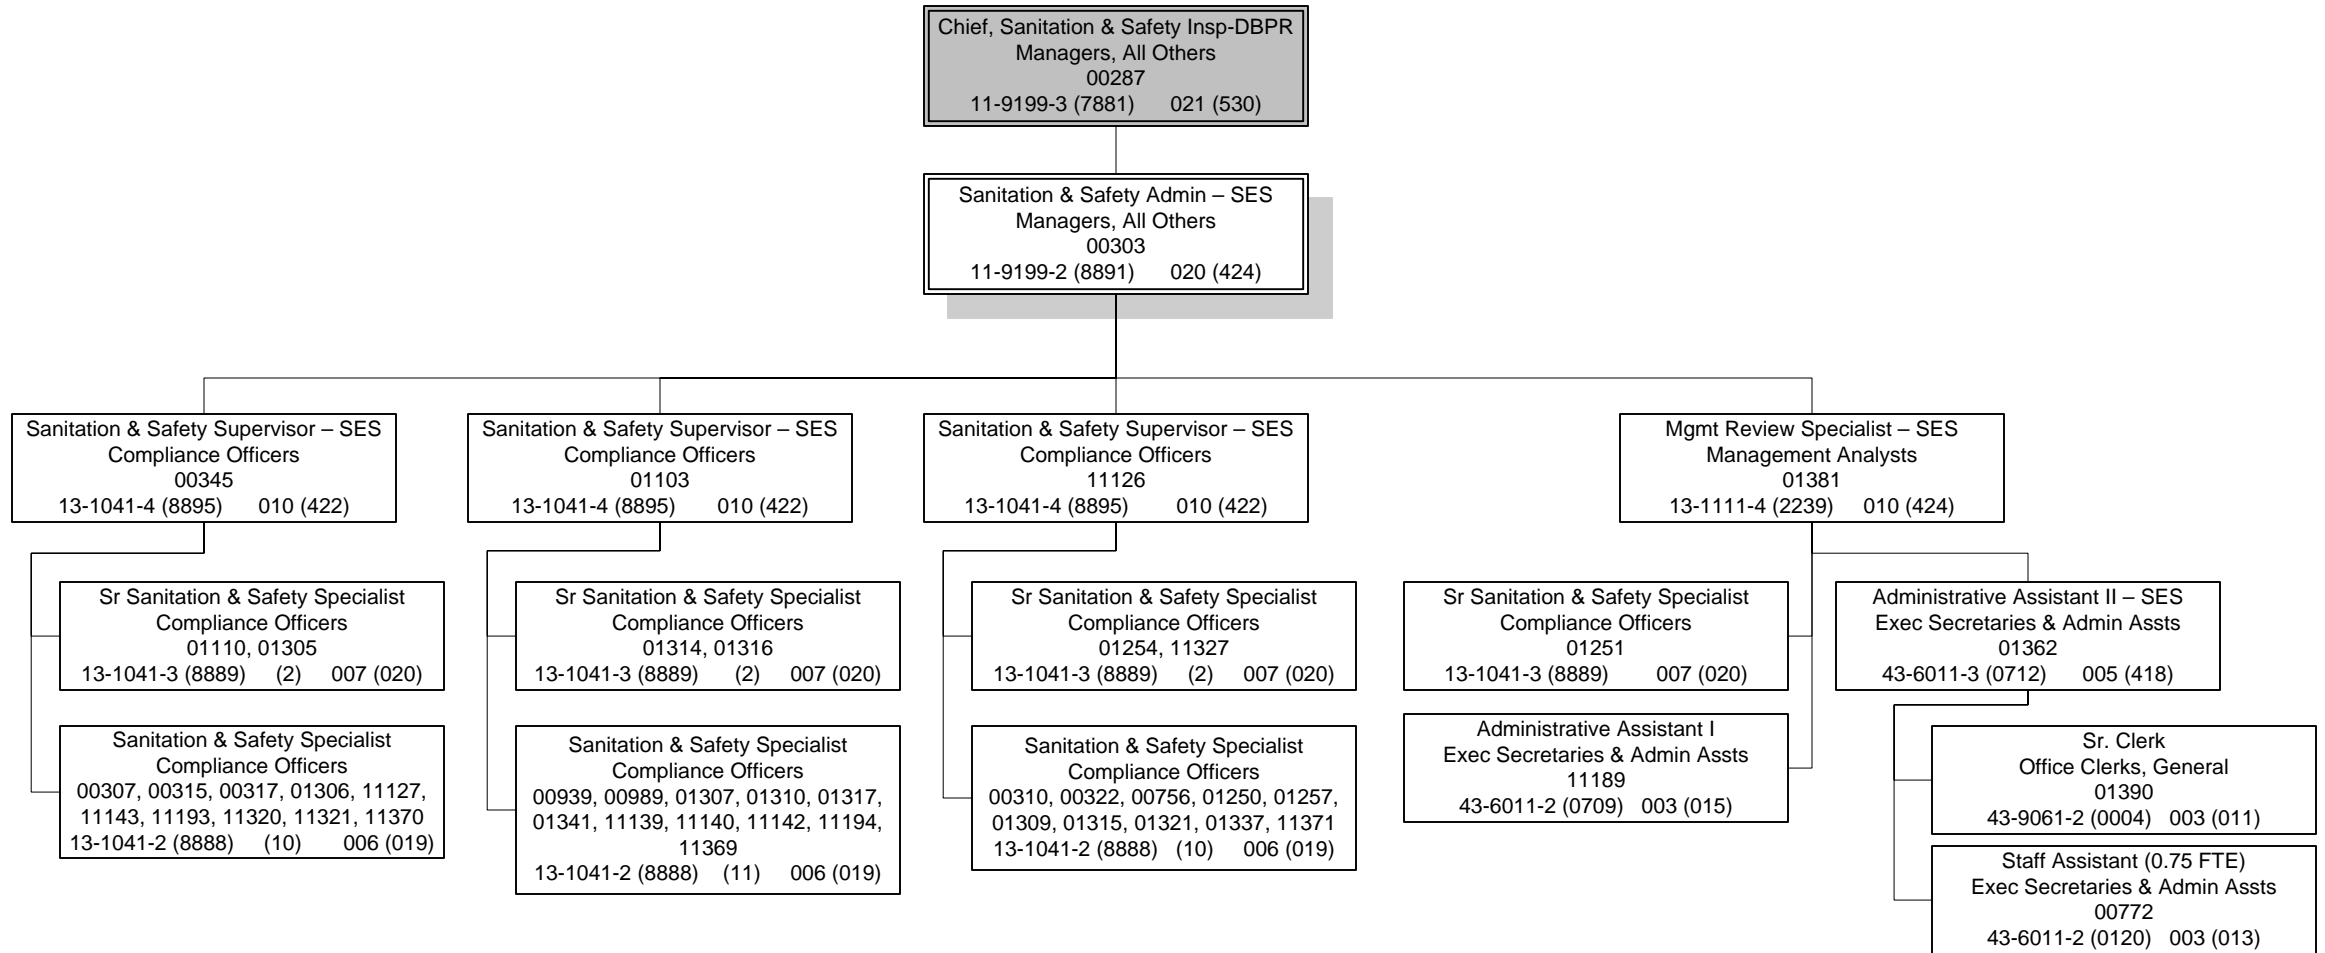 Chief, Sanitation & Safety Insp-DBPR
Managers, All Others
00287
11-9199-3 (7881) 021 (530)
Sanitation & Safety Admin – SES
Managers, All Others
00303
11-9199-2 (8891) 020 (424)
Sanitation & Safety Supervisor – SES
Compliance Officers
00345
13-1041-4 (8895) 010 (422)
Sanitation & Safety Supervisor – SES
Compliance Officers
01103
13-1041-4 (8895) 010 (422)
Sanitation & Safety Supervisor – SES
Compliance Officers
11126
13-1041-4 (8895) 010 (422)
Mgmt Review Specialist – SES
Management Analysts
01381
13-1111-4 (2239) 010 (424)
Sr Sanitation & Safety Specialist
Compliance Officers
01110, 01305
13-1041-3 (8889) (2) 007 (020)
Sr Sanitation & Safety Specialist
Compliance Officers
01314, 01316
13-1041-3 (8889) (2) 007 (020)
Sr Sanitation & Safety Specialist
Compliance Officers
01254, 11327
13-1041-3 (8889) (2) 007 (020)
Sr Sanitation & Safety Specialist
Compliance Officers
01251
13-1041-3 (8889) 007 (020)
Administrative Assistant II – SES
Exec Secretaries & Admin Assts
01362
43-6011-3 (0712) 005 (418)
Sanitation & Safety Specialist
Compliance Officers
00307, 00315, 00317, 01306, 11127,
11143, 11193, 11320, 11321, 11370
13-1041-2 (8888) (10) 006 (019)
Sanitation & Safety Specialist
Compliance Officers
00939, 00989, 01307, 01310, 01317,
01341, 11139, 11140, 11142, 11194,
11369
13-1041-2 (8888) (11) 006 (019)
Sanitation & Safety Specialist
Compliance Officers
00310, 00322, 00756, 01250, 01257,
01309, 01315, 01321, 01337, 11371
13-1041-2 (8888) (10) 006 (019)
Administrative Assistant I
Exec Secretaries & Admin Assts
11189
43-6011-2 (0709) 003 (015)
Sr. Clerk
Office Clerks, General
01390
43-9061-2 (0004) 003 (011)
Staff Assistant (0.75 FTE)
Exec Secretaries & Admin Assts
00772
43-6011-2 (0120) 003 (013)